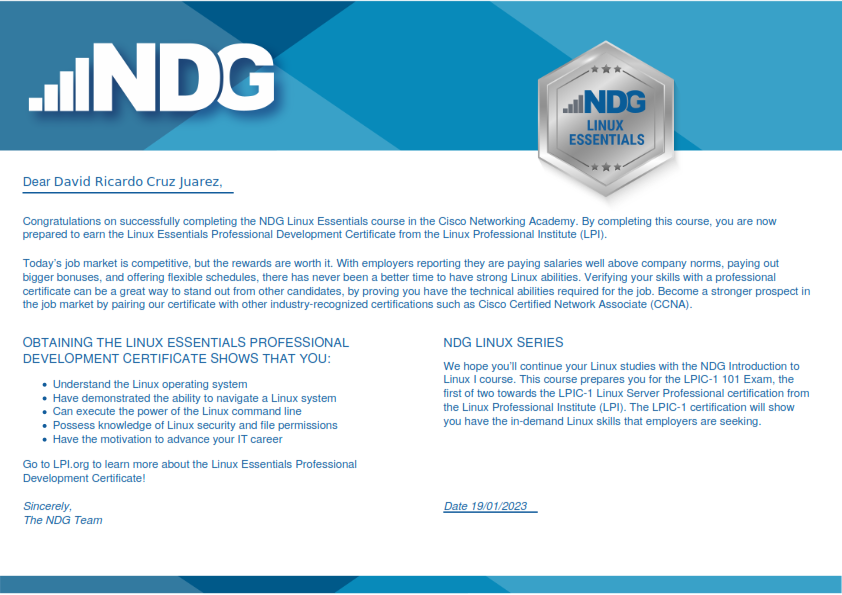 NDG
NDG
LINUX
ESSENTIALS
Dear David Ricardo Cruz Juarez,
Congratulations on successfully completing the NDG Linux Essentials course in the Cisco Networking Academy. By completing this course, you are now
prepared to earn the Linux Essentials Professional Development Certificate from the Linux Professional Institute (LPI).
Today's job market is competitive, but the rewards are worth it. With employers reporting they are paying salaries well above company norms, paying out
bigger bonuses, and offering flexible schedules, there has never been a better time to have strong Linux abilities. Verifying your skills with a professional
certificate can be a great way to stand out from other candidates, by proving you have the technical abilities required for the job. Become a stronger prospect in
the job market by pairing our certificate with other industry-recognized certifications such as Cisco Certified Network Associate (CCNA).
OBTAINING THE LINUX ESSENTIALS PROFESSIONAL
DEVELOPMENT CERTIFICATE SHOWS THAT YOU:
• Understand the Linux operating system
• Have demonstrated the ability to navigate a Linux system
• Can execute the power of the Linux command line
• Possess knowledge of Linux security and file permissions
• Have the motivation to advance your IT career
Go to LPI.org to learn more about the Linux Essentials Professional
Development Certificate!
Sincerely,
The NDG Team
NDG LINUX SERIES
We hope you'll continue your Linux studies with the NDG Introduction to
Linux I course. This course prepares you for the LPIC-1 101 Exam, the
first of two towards the LPIC-1 Linux Server Professional certification from
the Linux Professional Institute (LPI). The LPIC-1 certification will show
you have the in-demand Linux skills that employers are seeking.
Date 19/01/2023